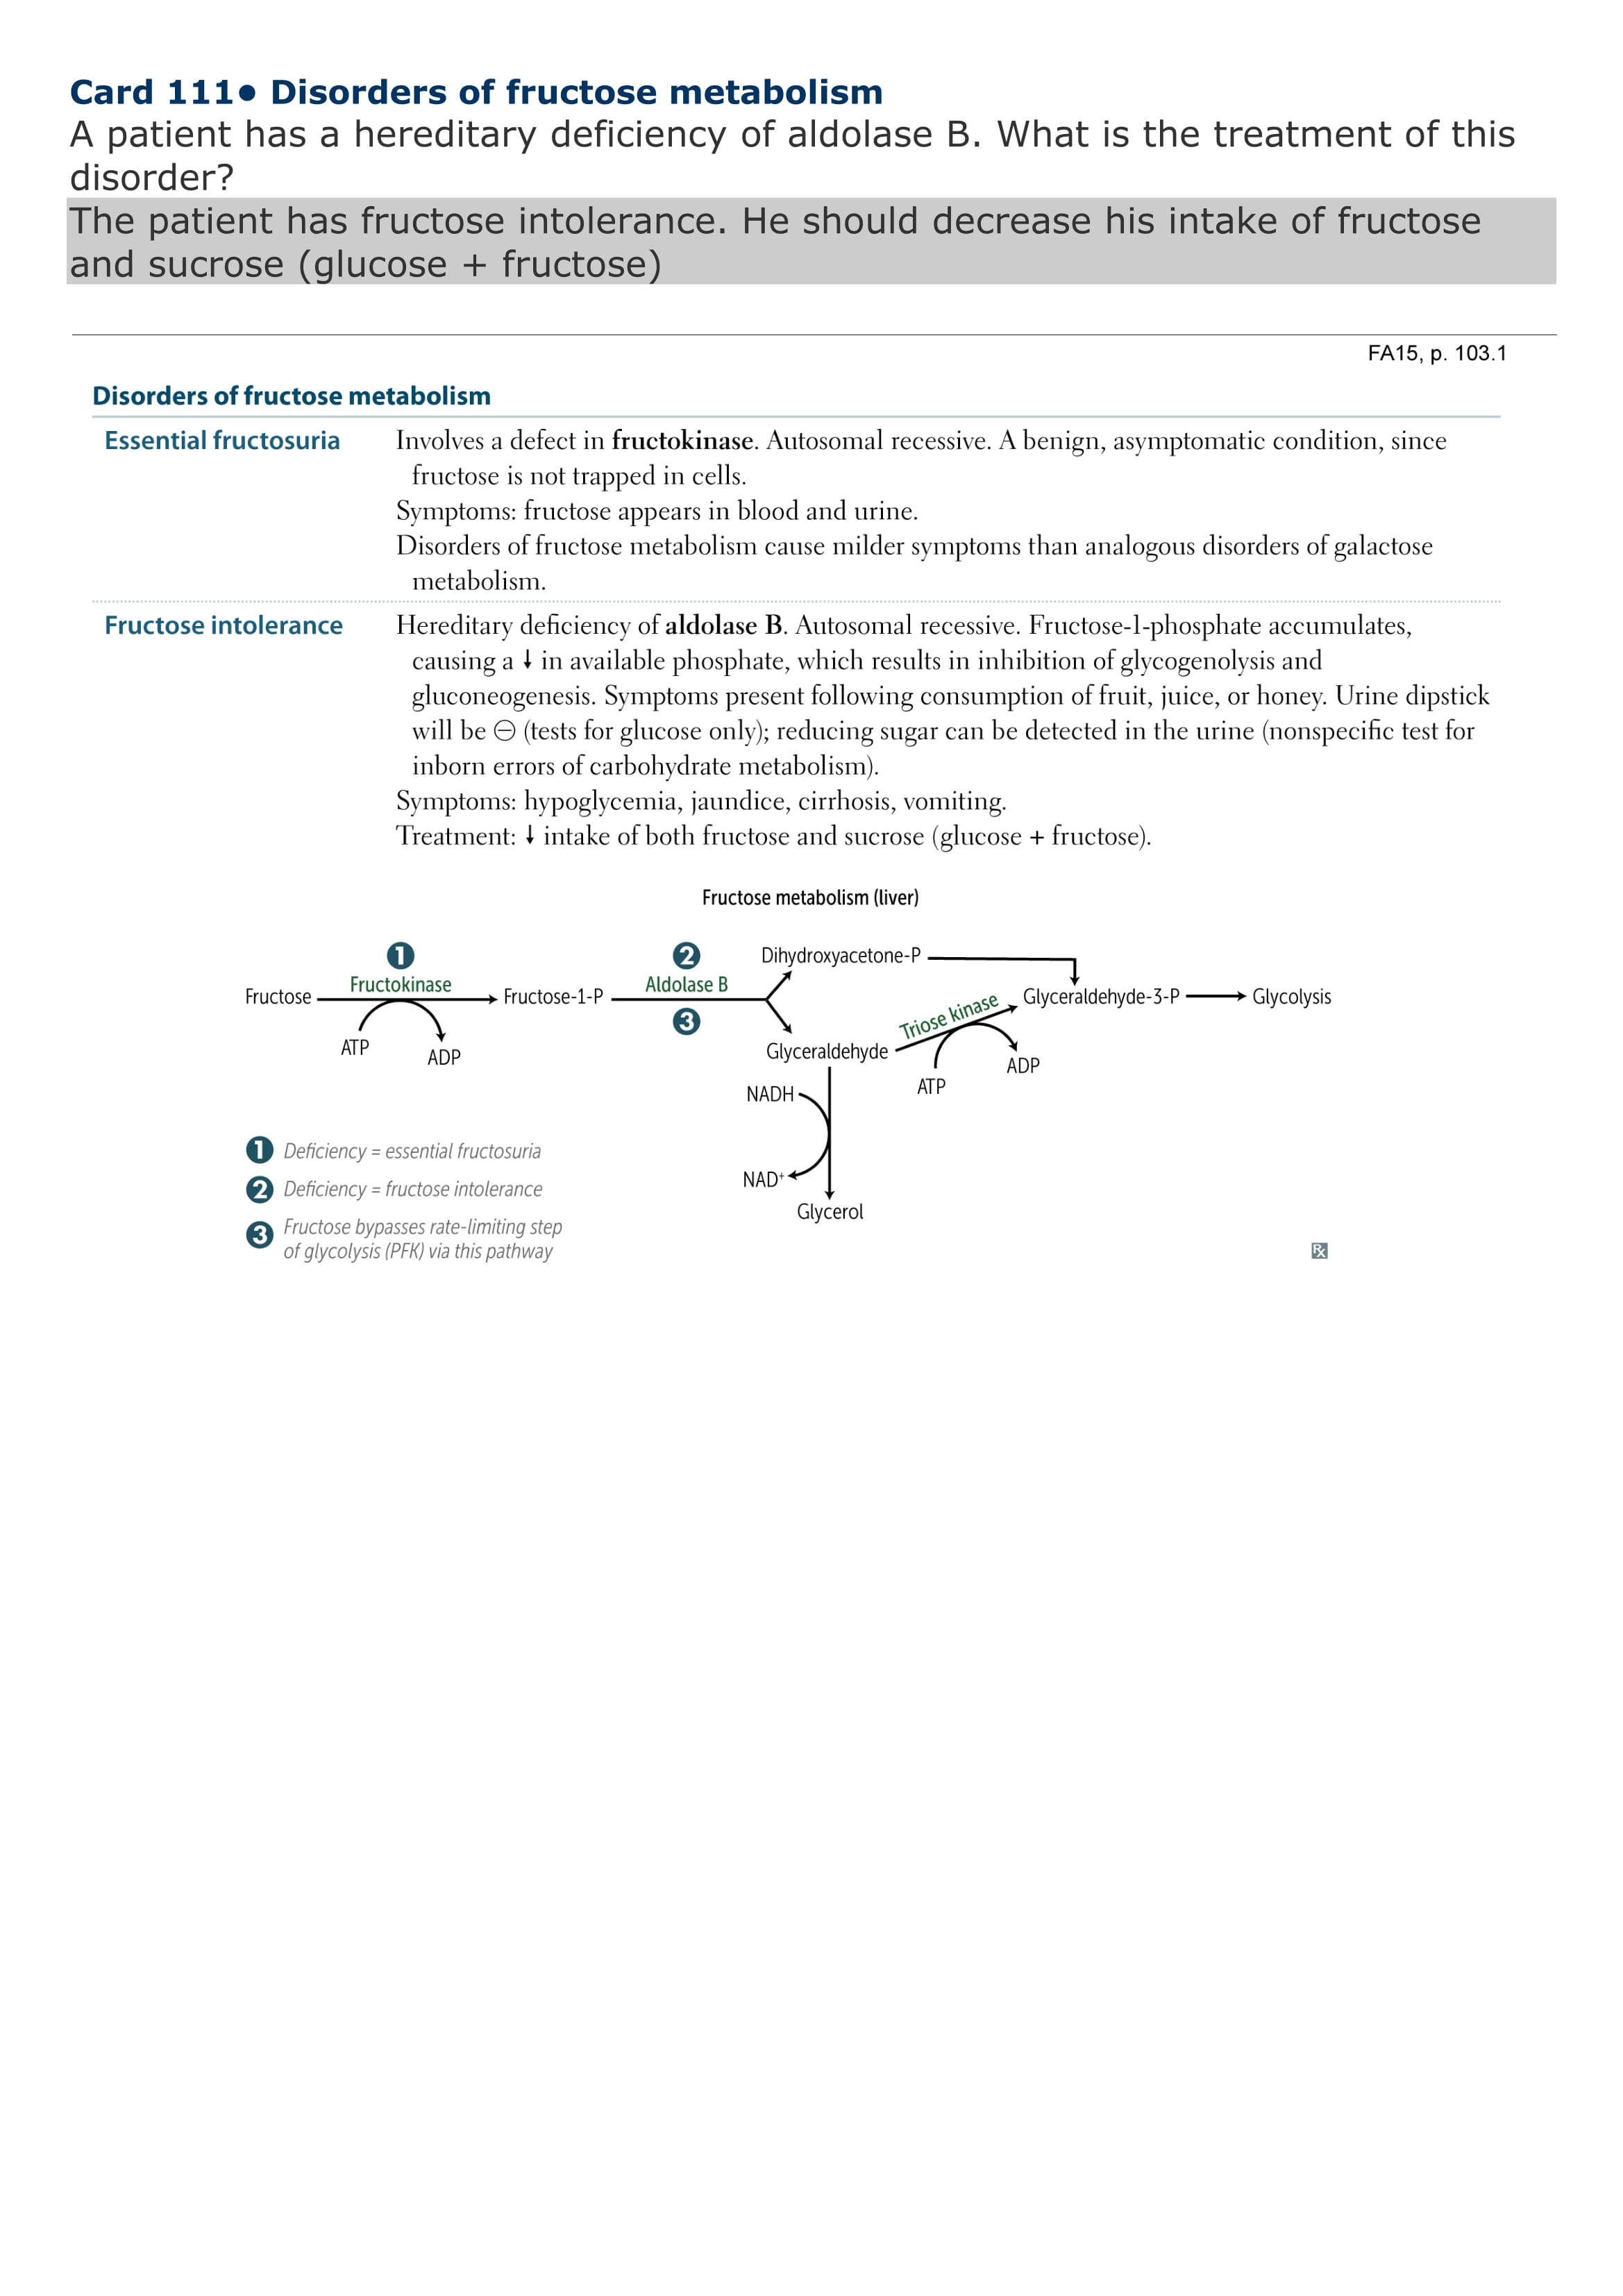 Card 111● Disorders of fructose metabolism
A patient has a hereditary deficiency of aldolase B. What is the treatment of this
disorder?
The patient has fructose intolerance. He should decrease his intake of fructose
and sucrose (glucose + fructose)
FA15, p. 103.1
Disorders of fructose metabolism
Essential fructosuria
Involves a defect in fructokinase. Autosomal recessive. A benign, asymptomatic condition, since
fructose is not trapped in cells.
Symptoms: fructose appears in blood and urine.
Disorders of fructose metabolism cause milder symptoms than analogous disorders of galactose
metabolism.
Fructose intolerance
Hereditary deficiency of aldolase B. Autosomal recessive. Fructose-1-phosphate accumulates,
causing a ↓ in available phosphate, which results in inhibition of glycogenolysis and
gluconeogenesis. Symptoms present following consumption of fruit, juice, or honey. Urine dipstick
will be ⊖ (tests for glucose only); reducing sugar can be detected in the urine (nonspecific test for
inborn errors of carbohydrate metabolism).
Symptoms: hypoglycemia, jaundice, cirrhosis, vomiting.
Treatment: ↓ intake of both fructose and sucrose (glucose + fructose).
Fructose metabolism (liver)
1
Fructokinase
Fructose
ATP
ADP
Fructose-1-P
2
Aldolase B
3
Dihydroxyacetone-P
Glyceraldehyde
Triose kinase
ATP
ADP
Glyceraldehyde-3-P
Glycolysis
NADH
NAD+
Glycerol
1 Deficiency = essential fructosuria
2 Deficiency = fructose intolerance
3 Fructose bypasses rate-limiting step
of glycolysis (PFK) via this pathway
Rx